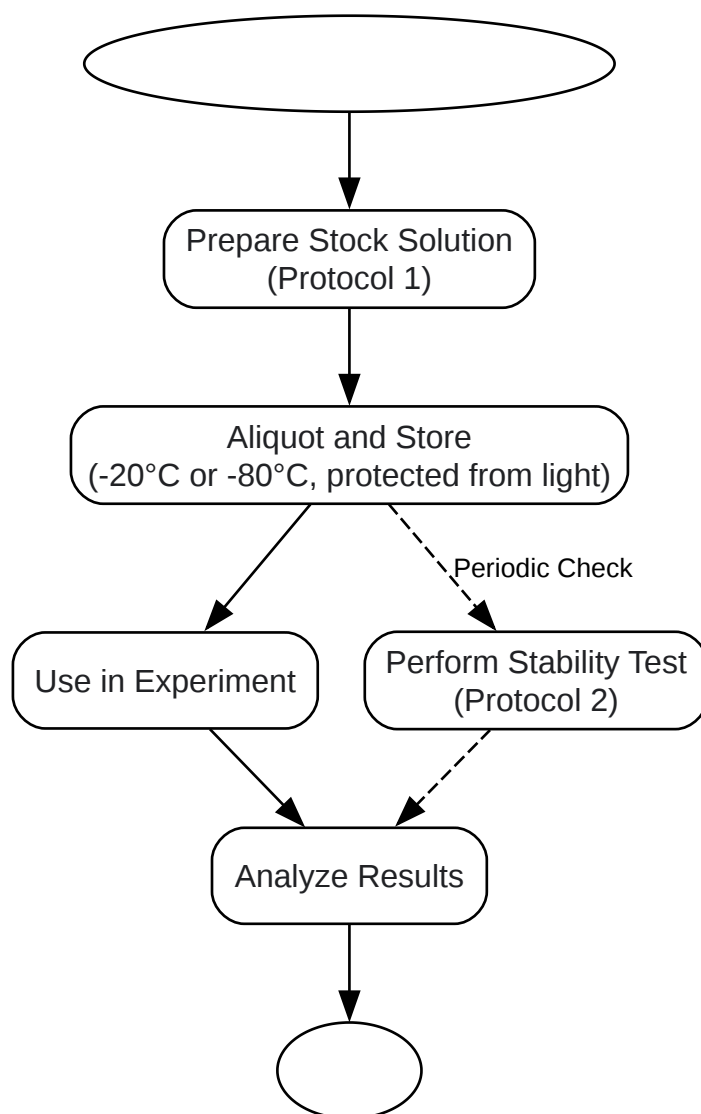 Prepare Stock Solution
(Protocol 1)
Aliquot and Store
(-20°C or -80°C, protected from light)
Periodic Check
Use in Experiment
Perform Stability Test
(Protocol 2)
Analyze Results